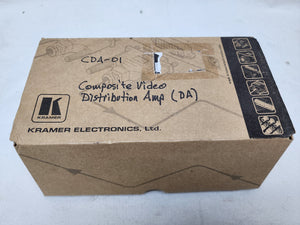 CDA-01
Composite Video
Distribution Amp (DA)
K
KRAMER
KRAMER ELECTRONICS, Ltd.